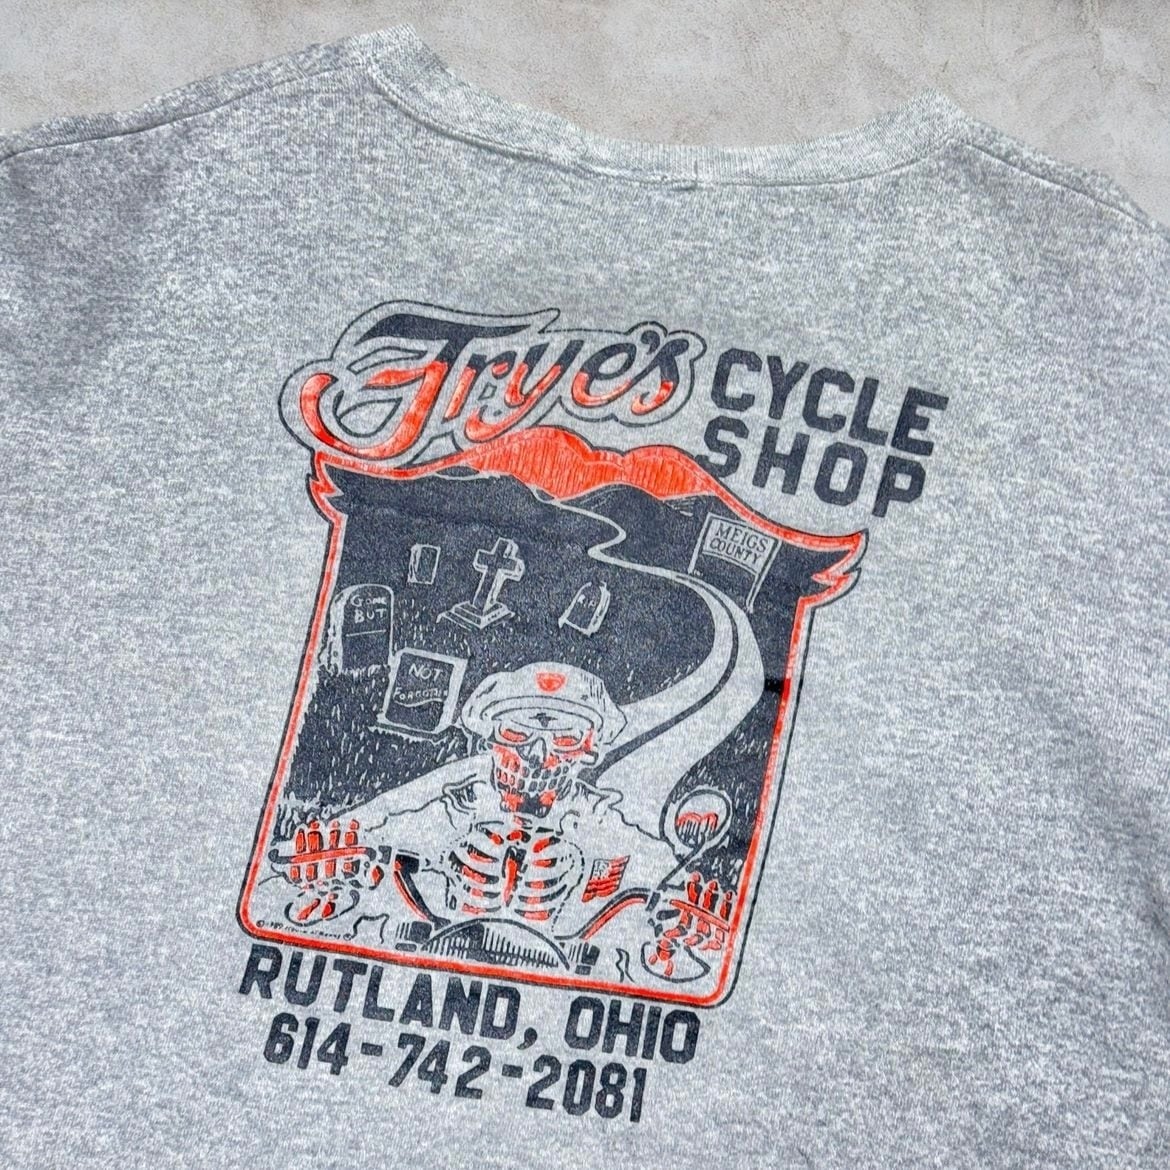 Frye's CYCLE
SHOP
MEIGS
COUNTY
GONE
BUT
R.I.P.
NOT
FORGOTTEN
RUTLAND, OHIO
614-742-2081